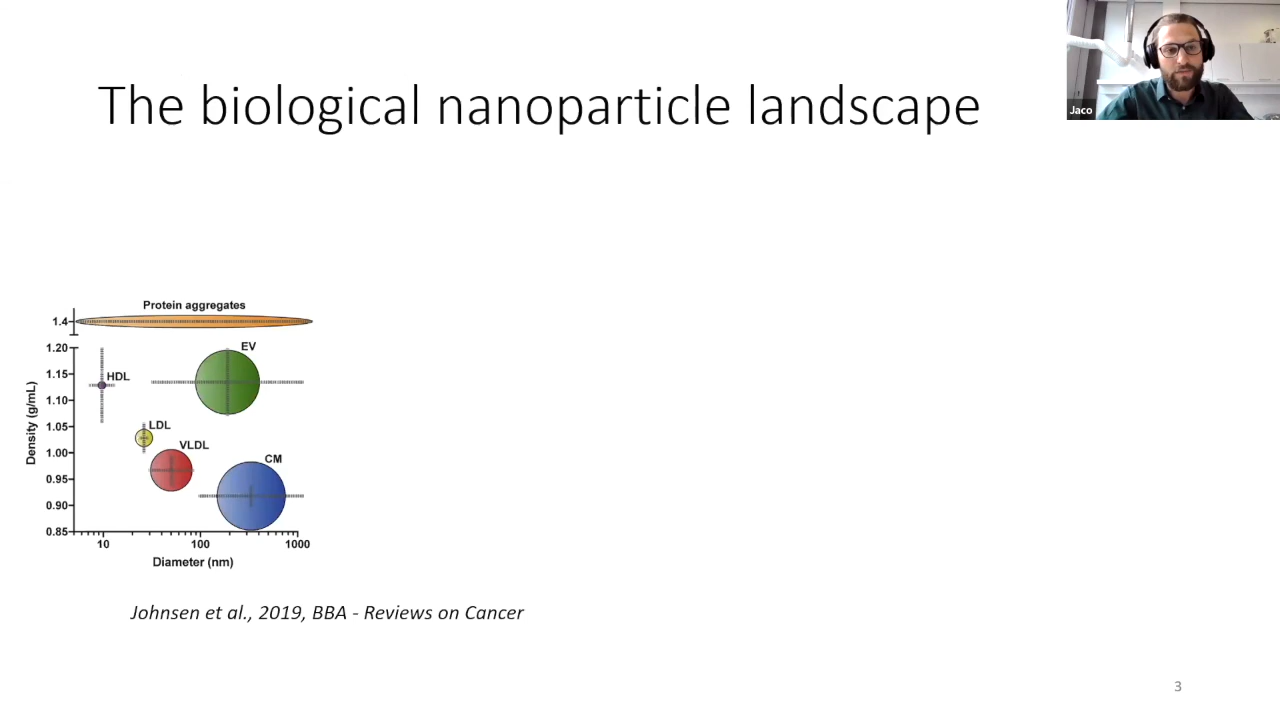 The biological nanoparticle landscape
Jaco
Protein aggregates
1.4
1.20
1.15
1.10
1.05
1.00
0.95
0.90
0.85
Density (g/mL)
EV
HDL
LDL
VLDL
CM
10 100 1000
Diameter (nm)
Johnsen et al., 2019, BBA - Reviews on Cancer
3